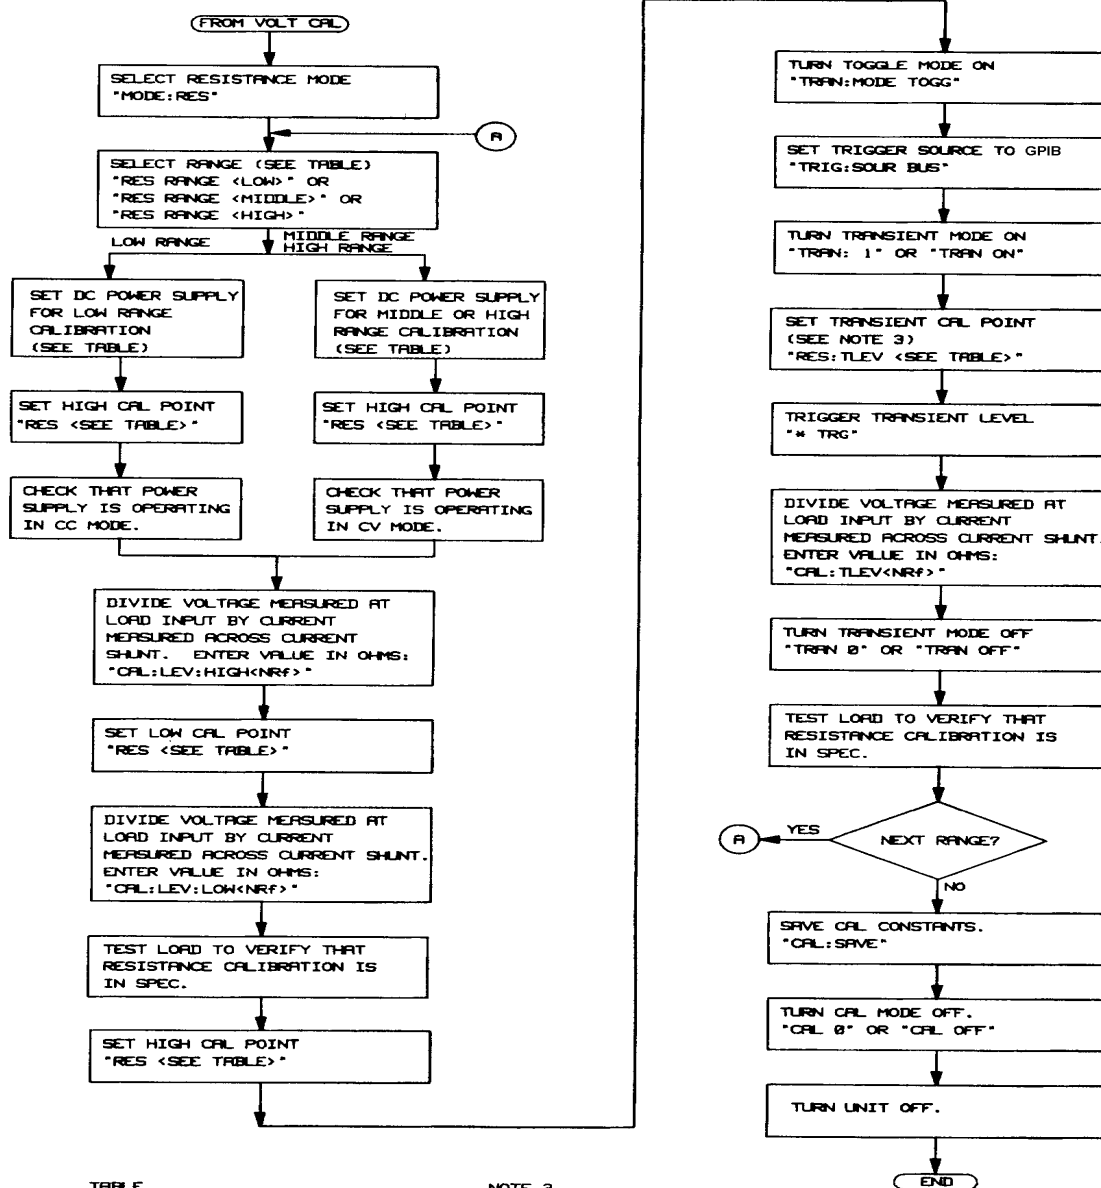 FROM VOLT CAL
SELECT RESISTANCE MODE
"MODE:RES"
A
SELECT RANGE (SEE TABLE)
"RES RANGE <LOW>" OR
"RES RANGE <MIDDLE>" OR
"RES RANGE <HIGH>"
LOW RANGE
MIDDLE RANGE
HIGH RANGE
SET DC POWER SUPPLY
FOR LOW RANGE
CALIBRATION
(SEE TABLE)
SET DC POWER SUPPLY
FOR MIDDLE OR HIGH
RANGE CALIBRATION
(SEE TABLE)
SET HIGH CAL POINT
"RES <SEE TABLE>"
SET HIGH CAL POINT
"RES <SEE TABLE>"
CHECK THAT POWER
SUPPLY IS OPERATING
IN CC MODE.
CHECK THAT POWER
SUPPLY IS OPERATING
IN CV MODE.
DIVIDE VOLTAGE MEASURED AT
LOAD INPUT BY CURRENT
MEASURED ACROSS CURRENT
SHUNT. ENTER VALUE IN OHMS:
"CAL:LEV:HIGH<NRf>"
SET LOW CAL POINT
"RES <SEE TABLE>"
DIVIDE VOLTAGE MEASURED AT
LOAD INPUT BY CURRENT
MEASURED ACROSS CURRENT SHUNT.
ENTER VALUE IN OHMS:
"CAL:LEV:LOW<NRf>"
TEST LOAD TO VERIFY THAT
RESISTANCE CALIBRATION IS
IN SPEC.
SET HIGH CAL POINT
"RES <SEE TABLE>"
TURN TOGGLE MODE ON
"TRAN:MODE TOGG"
SET TRIGGER SOURCE TO GPIB
"TRIG:SOUR BUS"
TURN TRANSIENT MODE ON
"TRAN: 1" OR "TRAN ON"
SET TRANSIENT CAL POINT
(SEE NOTE 3)
"RES:TLEV <SEE TABLE>"
TRIGGER TRANSIENT LEVEL
"* TRG"
DIVIDE VOLTAGE MEASURED AT
LOAD INPUT BY CURRENT
MEASURED ACROSS CURRENT SHUNT.
ENTER VALUE IN OHMS:
"CAL:TLEV<NRf>"
TURN TRANSIENT MODE OFF
"TRAN 0" OR "TRAN OFF"
TEST LOAD TO VERIFY THAT
RESISTANCE CALIBRATION IS
IN SPEC.
A
YES
NEXT RANGE?
NO
SAVE CAL CONSTANTS.
"CAL:SAVE"
TURN CAL MODE OFF.
"CAL 0" OR "CAL OFF"
TURN UNIT OFF.
END
TABLE
NOTE 3